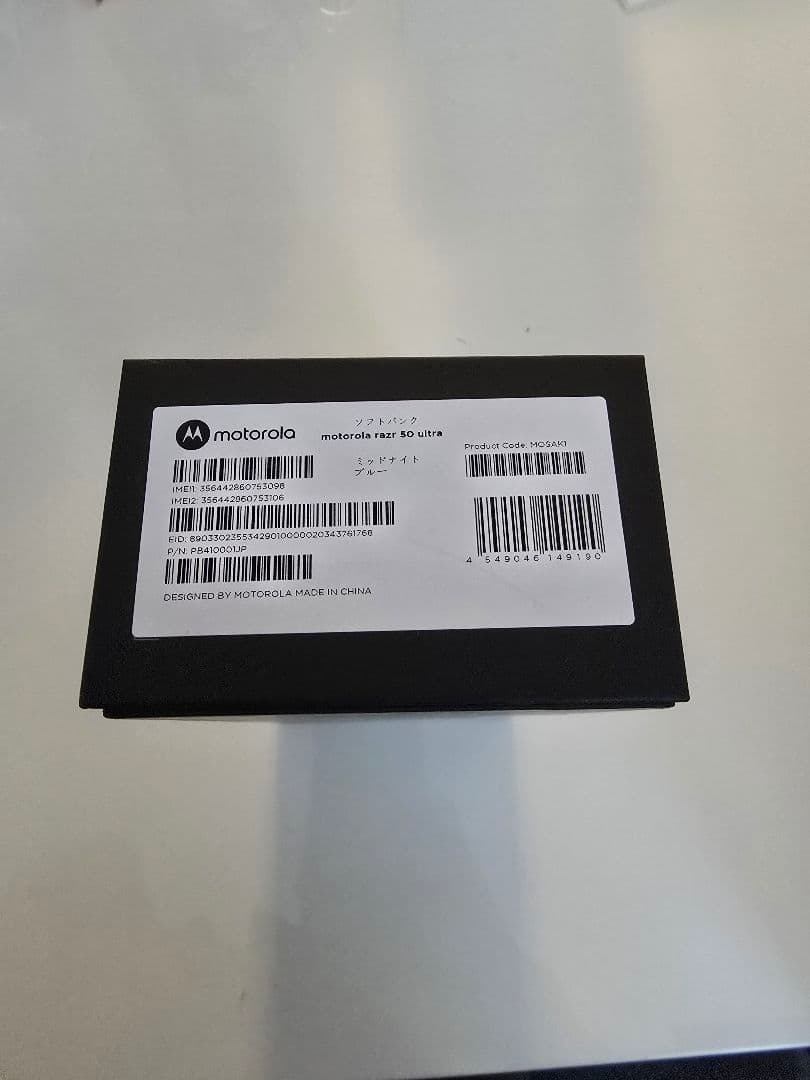 motorola
ソフトバンク
motorola razr 50 ultra
ミッドナイト
ブルー
IMEI1: 356442860753098
IMEI2: 356442860753106
EID: 89033023553429010000020343761768
P/N: PB410001JP
DESIGNED BY MOTOROLA MADE IN CHINA
Product Code: MOSAK1
4 549046 149190